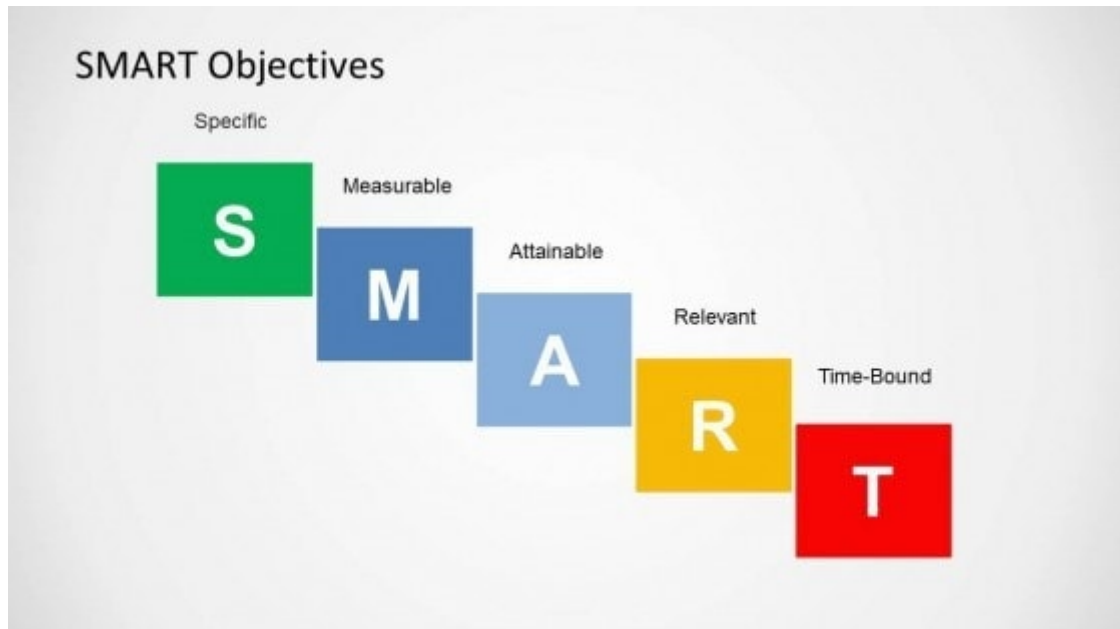 SMART Objectives
Specific
S
Measurable
M
Attainable
A
Relevant
R
Time-Bound
T